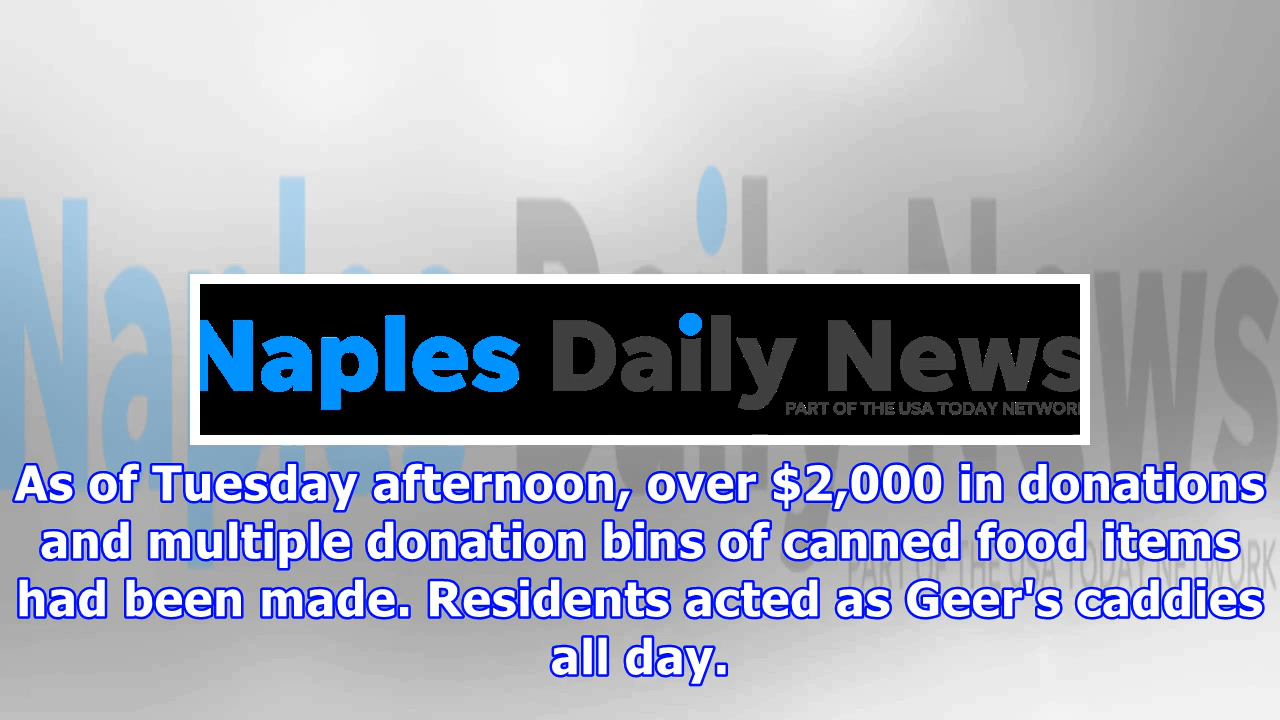 Naples Daily News
PART OF THE USA TODAY NETWORK
As of Tuesday afternoon, over $2,000 in donations
and multiple donation bins of canned food items
had been made. Residents acted as Geer's caddies
all day.